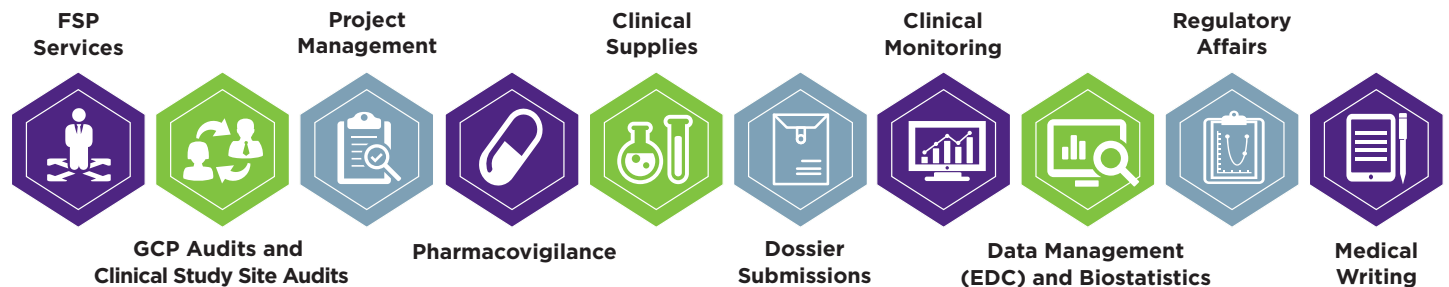 FSP
Services
GCP Audits and
Clinical Study Site Audits
Project
Management
Pharmacovigilance
Clinical
Supplies
Dossier
Submissions
Clinical
Monitoring
Data Management
(EDC) and Biostatistics
Regulatory
Affairs
Medical
Writing